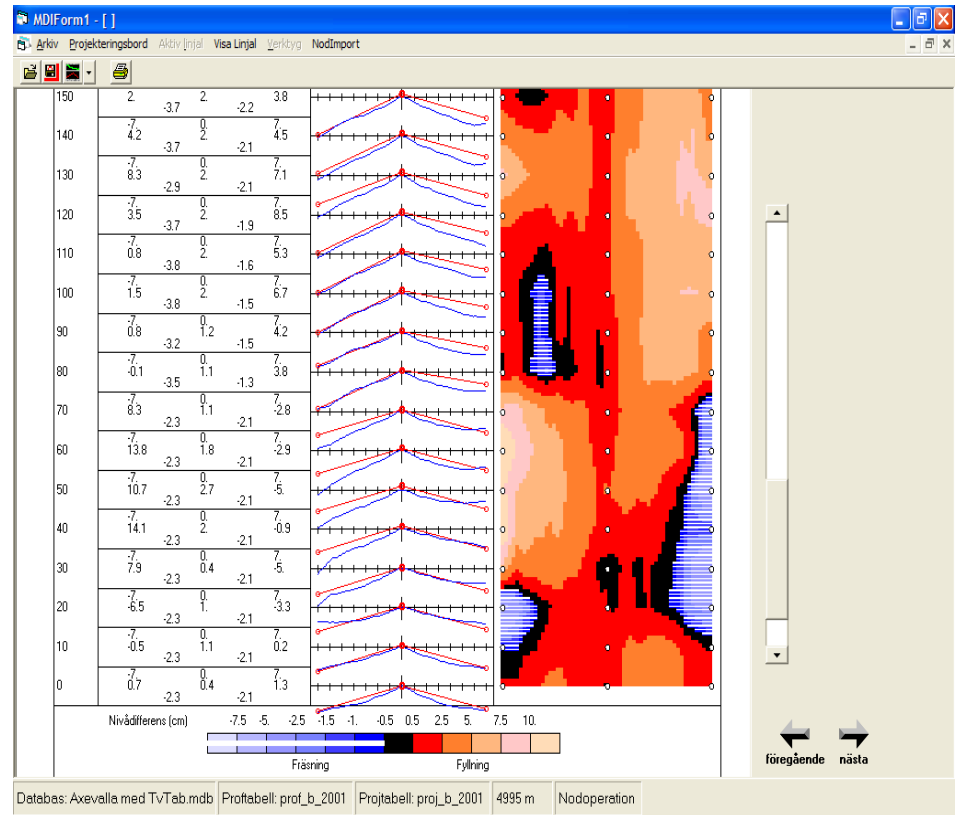 MDIForm1 - [ ]
Arkiv Projekteringsbord Aktiv linjal Visa Linjal Verktyg NodImport
150 2. 2. 3.8
-3.7 -2.2
-7. 0. 7.
140 4.2 2. 4.5
-3.7 -2.1
-7. 0. 7.
130 8.3 2. 7.1
-2.9 -2.1
-7. 0. 7.
120 3.5 2. 8.5
-3.7 -1.9
-7. 0. 7.
110 0.8 2. 5.3
-3.8 -1.6
-7. 0. 7.
100 1.5 2. 6.7
-3.8 -1.5
-7. 0. 7.
90 0.8 1.2 4.2
-3.2 -1.5
-7. 0. 7.
80 -0.1 1.1 3.8
-3.5 -1.3
-7. 0. 7.
70 8.3 1.1 -2.8
-2.3 -2.1
-7. 0. 7.
60 13.8 1.8 -2.9
-2.3 -2.1
-7. 0. 7.
50 10.7 2.7 -5.
-2.3 -2.1
-7. 0. 7.
40 14.1 2. -0.9
-2.3 -2.1
-7. 0. 7.
30 7.9 0.4 -5.
-2.3 -2.1
-7. 0. 7.
20 -6.5 1. -3.3
-2.3 -2.1
-7. 0. 7.
10 -0.5 1.1 0.2
-2.3 -2.1
-7. 0. 7.
0 0.7 0.4 1.3
-2.3 -2.1
Nivådifferens (cm) -7.5 -5. -2.5 -1.5 -1. -0.5 0.5 2.5 5. 7.5 10.
Fräsning Fyllning
föregående nästa
Databas: Axevalla med TvTab.mdb Proftabell: prof_b_2001 Projtabell: proj_b_2001 4995 m Nodoperation